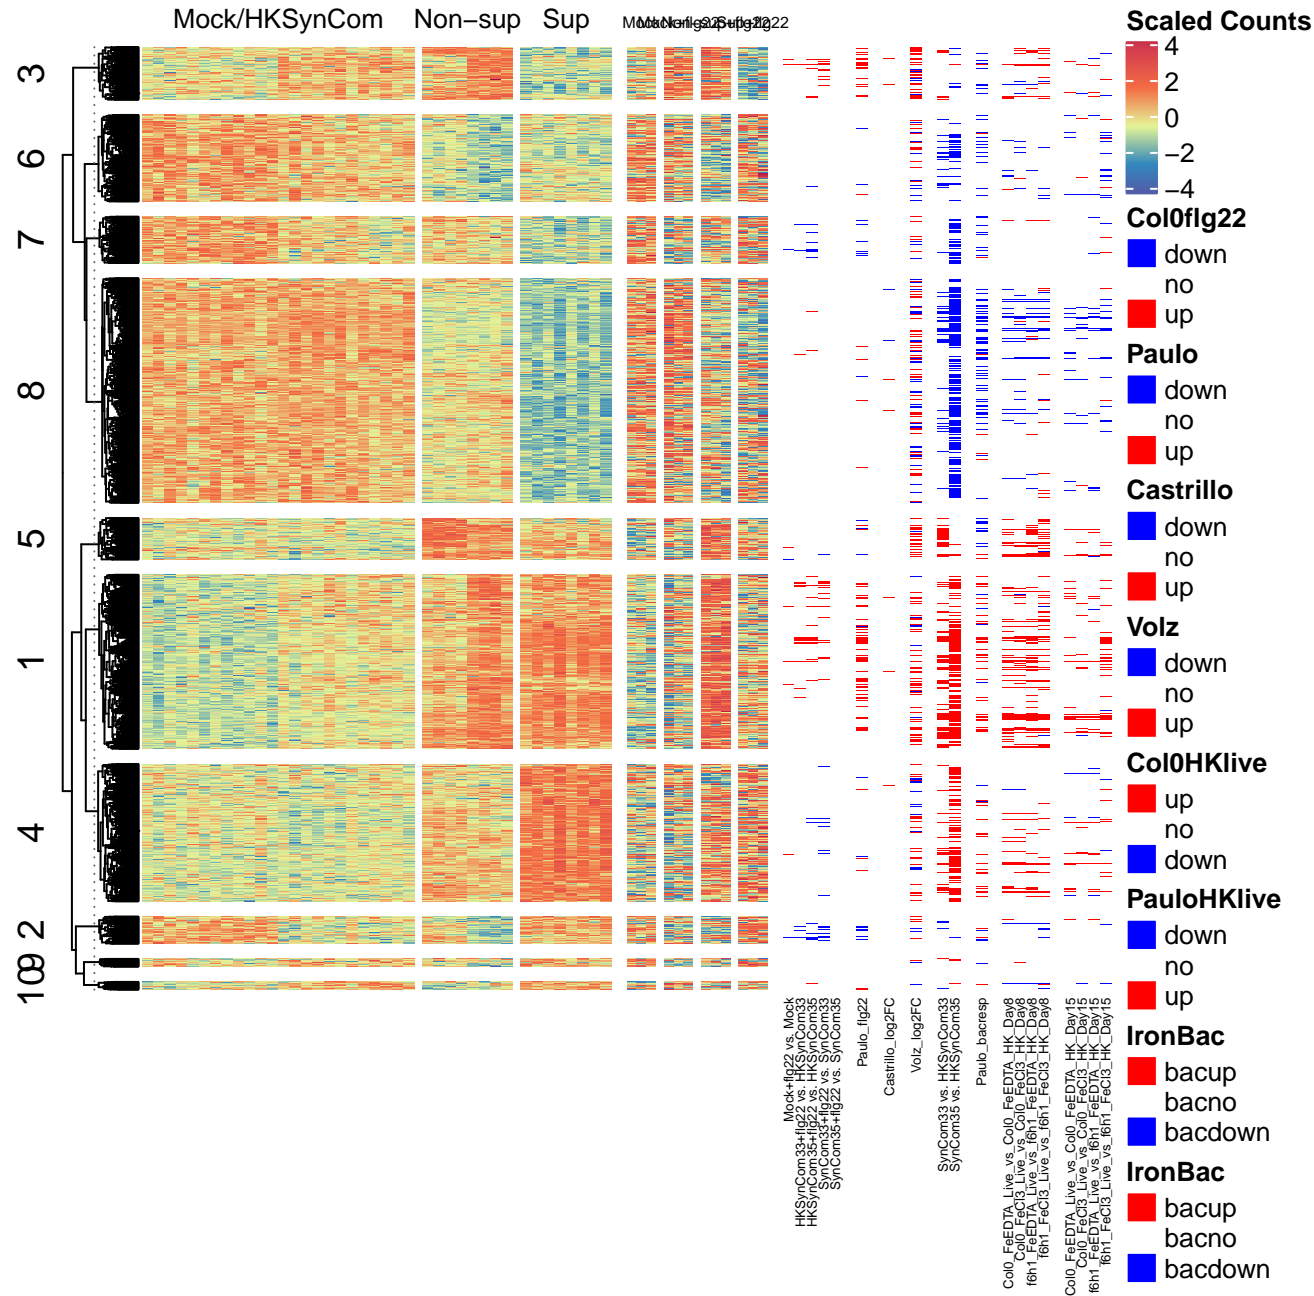 Mock/HKSynCom
Non−sup
Sup
3
6
7
8
5
1
4
2
9
10
Mock+flg22 vs. Mock
HKSynCom33+flg22 vs. HKSynCom33
HKSynCom35+flg22 vs. HKSynCom35
SynCom33+flg22 vs. SynCom33
SynCom35+flg22 vs. SynCom35
Paulo_flg22
Castrillo_log2FC
Volz_log2FC
SynCom33 vs. HKSynCom33
SynCom35 vs. HKSynCom35
Paulo_bacresp
Col0_FeEDTA_Live_vs_Col0_FeEDTA_HK_Day8
Col0_FeCl3_Live_vs_Col0_FeCl3_HK_Day8
f6h1_FeEDTA_Live_vs_f6h1_FeEDTA_HK_Day8
f6h1_FeCl3_Live_vs_f6h1_FeCl3_HK_Day8
Col0_FeEDTA_Live_vs_Col0_FeEDTA_HK_Day15
Col0_FeCl3_Live_vs_Col0_FeCl3_HK_Day15
f6h1_FeEDTA_Live_vs_f6h1_FeEDTA_HK_Day15
f6h1_FeCl3_Live_vs_f6h1_FeCl3_HK_Day15
Scaled Counts
4
2
0
−2
−4
Col0flg22
down
no
up
Paulo
down
no
up
Castrillo
down
no
up
Volz
down
no
up
Col0HKlive
up
no
down
PauloHKlive
down
no
up
IronBac
bacup
bacno
bacdown
IronBac
bacup
bacno
bacdown